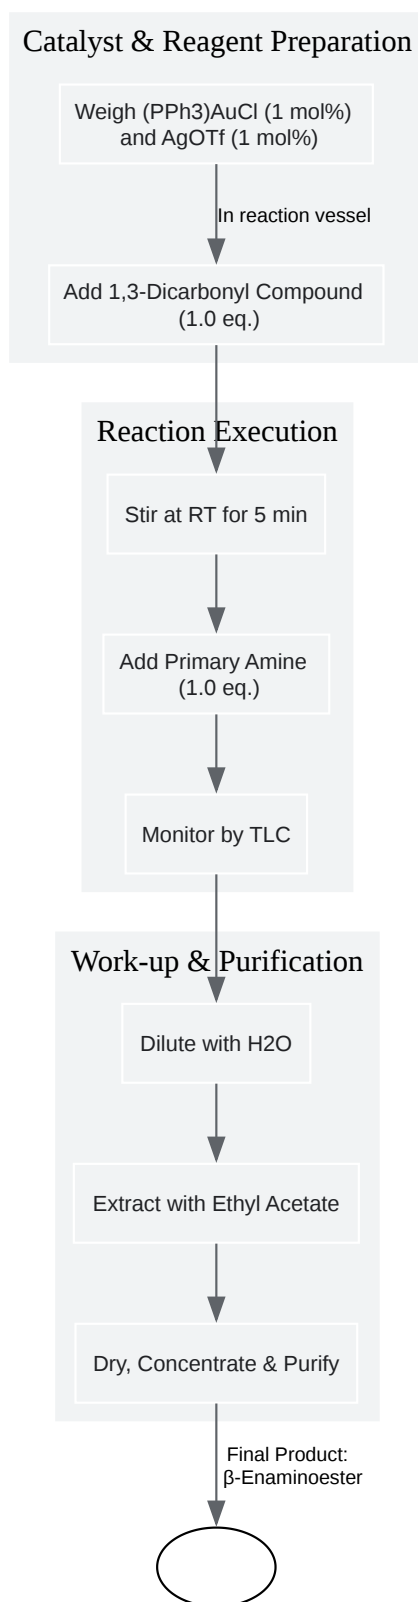 Catalyst & Reagent Preparation
Weigh (PPh3)AuCl (1 mol%)
and AgOTf (1 mol%)
In reaction vessel
Add 1,3-Dicarbonyl Compound
(1.0 eq.)
Reaction Execution
Stir at RT for 5 min
Add Primary Amine
(1.0 eq.)
Monitor by TLC
Work-up & Purification
Dilute with H2O
Extract with Ethyl Acetate
Dry, Concentrate & Purify
Final Product:
β-Enaminoester